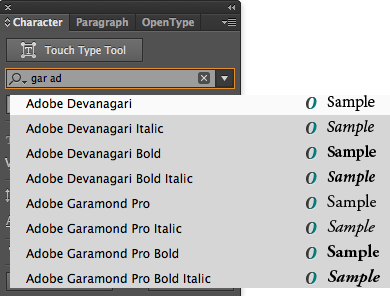 Character Paragraph OpenType
Touch Type Tool
gar ad
Adobe Devanagari Sample
Adobe Devanagari Italic Sample
Adobe Devanagari Bold Sample
Adobe Devanagari Bold Italic Sample
Adobe Garamond Pro Sample
Adobe Garamond Pro Italic Sample
Adobe Garamond Pro Bold Sample
Adobe Garamond Pro Bold Italic Sample